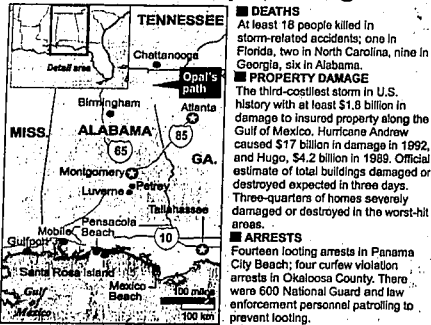 TENNESSEE
Chattanooga
Detail area
Opal's
path
Birmingham
Atlanta
MISS.
ALABAMA
85
65
GA.
Montgomery
Luverne
Petrey
Tallahassee
Pensacola
Beach
Mobile
10
Gulfport
Santa Rosa Island
Gulf
of
Mexico
Mexico
Beach
100 miles
100 km
■ DEATHS
At least 18 people killed in
storm-related accidents; one in
Florida, two in North Carolina, nine in
Georgia, six in Alabama.
■ PROPERTY DAMAGE
The third-costliest storm in U.S.
history with at least $1.8 billion in
damage to insured property along the
Gulf of Mexico. Hurricane Andrew
caused $17 billion in damage in 1992,
and Hugo, $4.2 billion in 1989. Official
estimate of total buildings damaged or
destroyed expected in three days.
Three-quarters of homes severely
damaged or destroyed in the worst-hit
areas.
■ ARRESTS
Fourteen looting arrests in Panama
City Beach; four curfew violation
arrests in Okaloosa County. There
were 600 National Guard and law
enforcement personnel patrolling to
prevent looting.